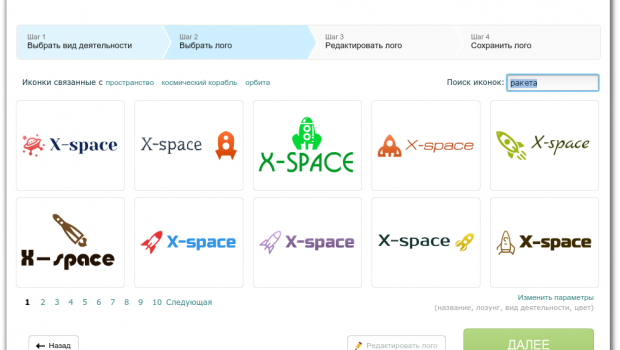 Шаг 1
Выбрать вид деятельности
Шаг 2
Выбрать лого
Шаг 3
Редактировать лого
Шаг 4
Сохранить лого
Иконки связанные с пространство космический корабль орбита
Поиск иконок: ракета
X-space
X-space
X-SPACE
X-space
X-space
X-space
X-space
X-space
X-space
X-space
1 2 3 4 5 6 7 8 9 10 Следующая
Изменить параметры
(название, лозунг, вид деятельности, цвет)
Назад
Редактировать лого
ДАЛЕЕ